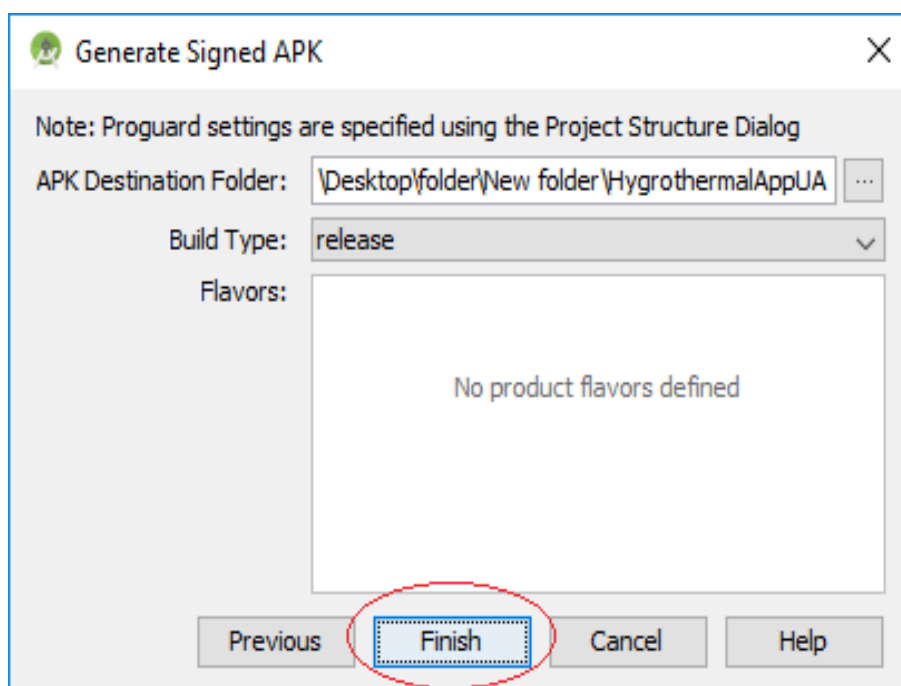 Generate Signed APK
Note: Proguard settings are specified using the Project Structure Dialog
APK Destination Folder: \Desktop\folder\New folder\HygrothermalAppUA ...
Build Type: release
Flavors:
No product flavors defined
Previous Finish Cancel Help